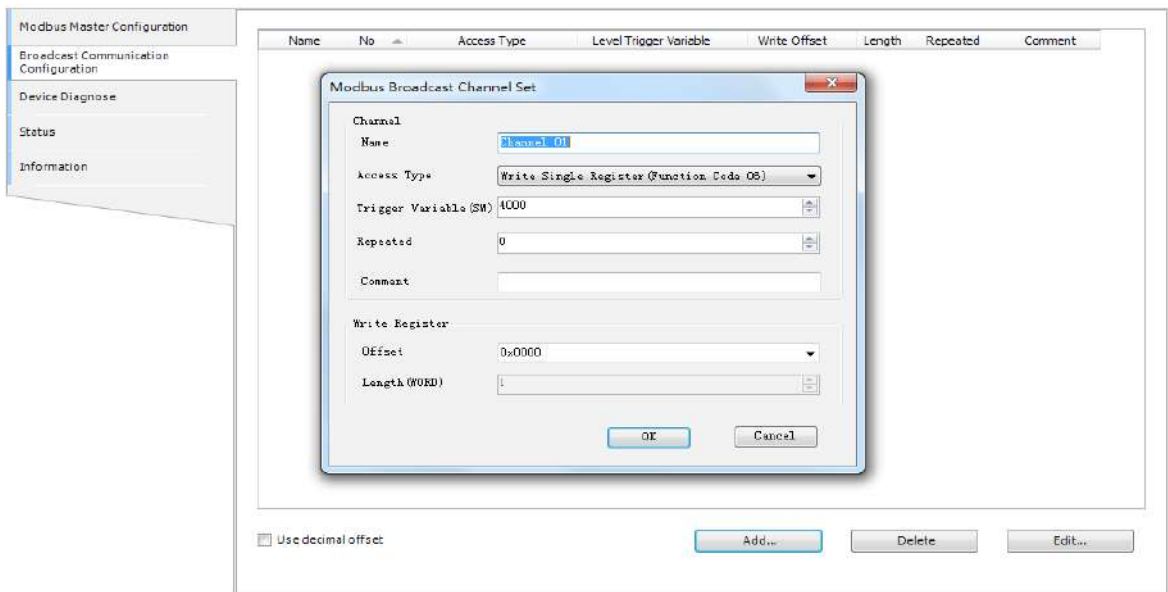 Modbus Master Configuration
Broadcast Communication
Configuration
Device Diagnose
Status
Information
Name No Access Type Level Trigger Variable Write Offset Length Repeated Comment
Modbus Broadcast Channel Set
Channel
Name Channel 01
Access Type Write Single Register(Function Code 06)
Trigger Variable(SM) 4000
Repeated 0
Comment
Write Register
Offset 0x0000
Length(WORD) 1
OK Cancel
Use decimal offset Add... Delete Edit...